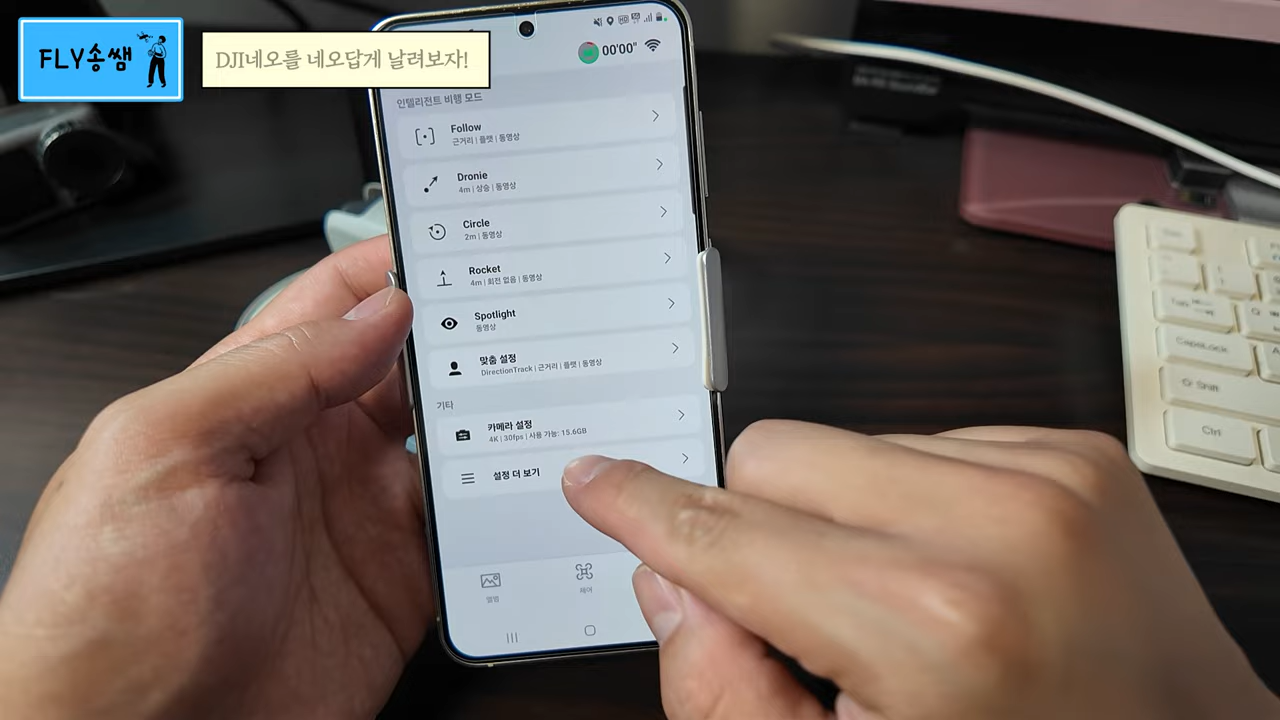 FLY송쌤
DJI네오를 네오답게 날려보자!
00'00"
인텔리전트 비행 모드
Follow
근거리 | 플랫 | 동영상
Dronie
4m | 상승 | 동영상
Circle
2m | 동영상
Rocket
4m | 회전 없음 | 동영상
Spotlight
동영상
맞춤 설정
DirectionTrack | 근거리 | 플랫 | 동영상
기타
카메라 설정
4K | 30fps | 사용 가능: 15.6GB
설정 더 보기
앨범
제어
CapsLock
Shift
Ctrl